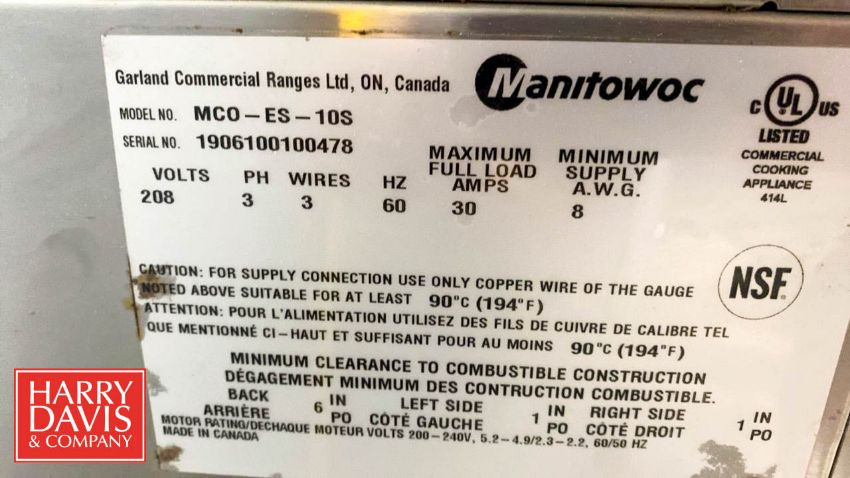 Garland Commercial Ranges Ltd, ON, Canada
Manitowoc
MODEL NO. MCO-ES-10S
SERIAL NO. 1906100100478
C UL US
LISTED
COMMERCIAL
COOKING
APPLIANCE
414L
VOLTS PH WIRES HZ MAXIMUM FULL LOAD AMPS MINIMUM SUPPLY A.W.G.
208 3 3 60 30 8
NSF
CAUTION: FOR SUPPLY CONNECTION USE ONLY COPPER WIRE OF THE GAUGE
NOTED ABOVE SUITABLE FOR AT LEAST 90°C (194°F)
ATTENTION: POUR L'ALIMENTATION UTILISEZ DES FILS DE CUIVRE DE CALIBRE TEL
QUE MENTIONNÉ CI-HAUT ET SUFFISANT POUR AU MOINS 90°C (194°F)
MINIMUM CLEARANCE TO COMBUSTIBLE CONSTRUCTION
DÉGAGEMENT MINIMUM DES CONTRUCTION COMBUSTIBLE.
BACK 6 IN LEFT SIDE 1 IN RIGHT SIDE 1 IN
ARRIÈRE PO CÔTÉ GAUCHE PO CÔTÉ DROIT PO
MOTOR RATING/DECHAQUE MOTEUR VOLTS 200-240V, 5.2-4.9/2.3-2.2, 60/50 HZ
MADE IN CANADA
HARRY
DAVIS
& COMPANY